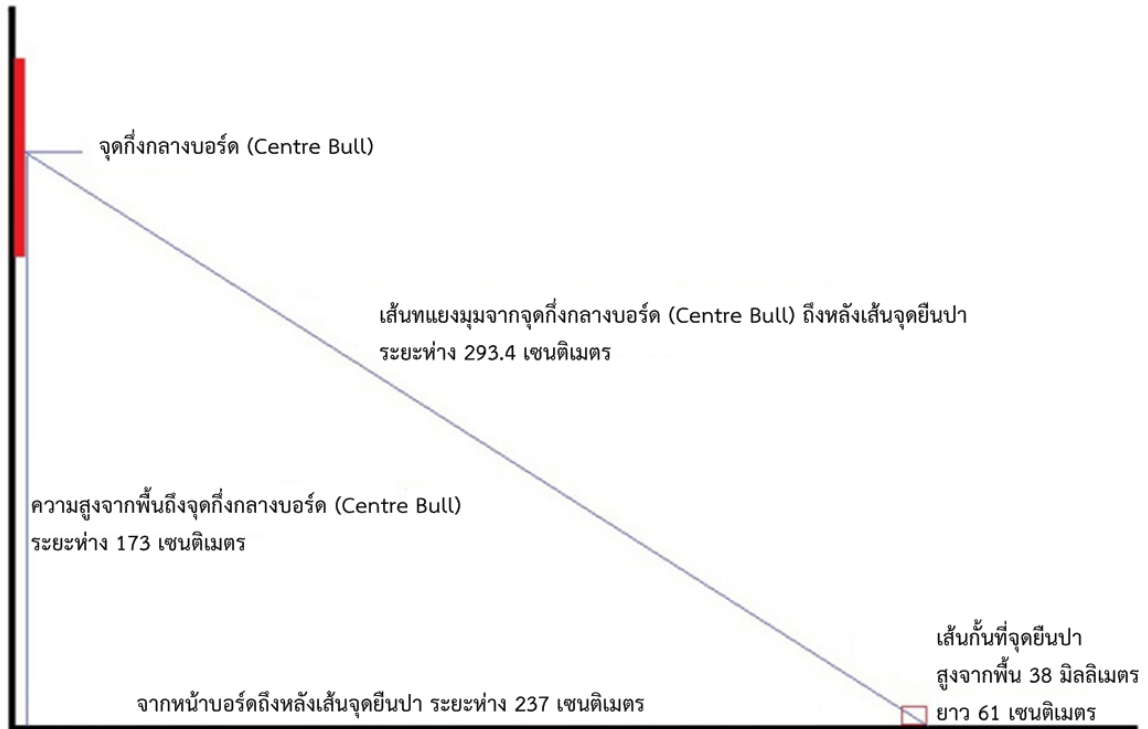 จุดกึ่งกลางบอร์ด (Centre Bull)
เส้นทแยงมุมจากจุดกึ่งกลางบอร์ด (Centre Bull) ถึงหลังเส้นจุดยืนปา
ระยะห่าง 293.4 เซนติเมตร
ความสูงจากพื้นถึงจุดกึ่งกลางบอร์ด (Centre Bull)
ระยะห่าง 173 เซนติเมตร
เส้นกั้นที่จุดยืนปา
สูงจากพื้น 38 มิลลิเมตร
ยาว 61 เซนติเมตร
จากหน้าบอร์ดถึงหลังเส้นจุดยืนปา ระยะห่าง 237 เซนติเมตร